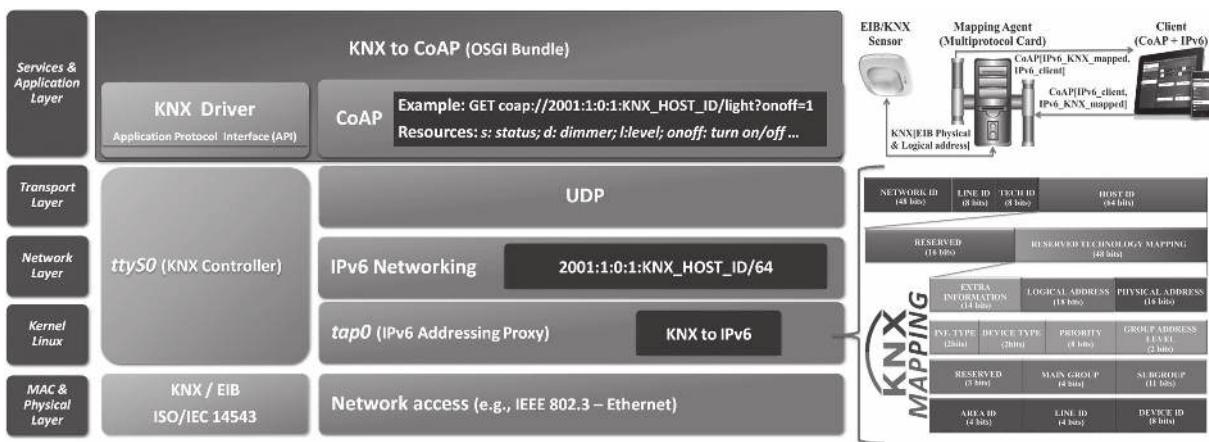 Services &
Application
Layer
KNX to CoAP (OSGI Bundle)
KNX Driver
Application Protocol Interface (API)
CoAP
Example: GET coap://2001:1:0:1:KNX_HOST_ID/light?onoff=1
Resources: s: status; d: dimmer; l:level; onoff: turn on/off ...
Transport
Layer
UDP
Network
Layer
ttyS0 (KNX Controller)
IPv6 Networking
2001:1:0:1:KNX_HOST_ID/64
Kernel
Linux
tap0 (IPv6 Addressing Proxy)
KNX to IPv6
MAC &
Physical
Layer
KNX / EIB
ISO/IEC 14543
Network access (e.g., IEEE 802.3 – Ethernet)
EIB/KNX
Sensor
Mapping Agent
(Multiprotocol Card)
Client
(CoAP + IPv6)
CoAP[IPv6_KNX_mapped,
IPv6_client]
CoAP[IPv6_client,
IPv6_KNX_mapped]
KNX[EIB Physical
& Logical address]
NETWORK ID
(48 bits)
LINE ID
(8 bits)
TECH ID
(8 bits)
HOST ID
(64 bits)
RESERVED
(16 bits)
RESERVED TECHNOLOGY MAPPING
(48 bits)
KNX
MAPPING
EXTRA
INFORMATION
(14 bits)
LOGICAL ADDRESS
(18 bits)
PHYSICAL ADDRESS
(16 bits)
INF. TYPE
(2bits)
DEVICE TYPE
(2bits)
PRIORITY
(8 bits)
GROUP ADDRESS
LEVEL
(2 bits)
RESERVED
(3 bits)
MAIN GROUP
(4 bits)
SUBGROUP
(11 bits)
AREA ID
(4 bits)
LINE ID
(4 bits)
DEVICE ID
(8 bits)